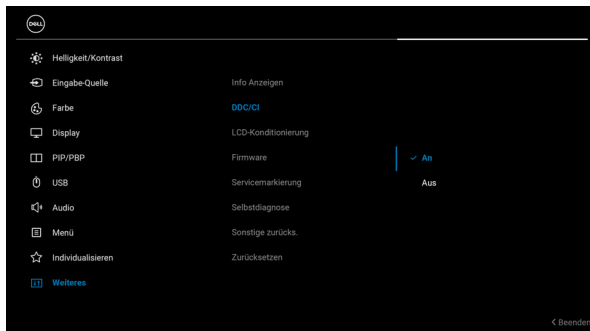 DELL
Helligkeit/Kontrast
Eingabe-Quelle
Farbe
Display
PIP/PBP
USB
Audio
Menü
Individualisieren
Weiteres
Info Anzeigen
DDC/CI
LCD-Konditionierung
Firmware
Servicemarkierung
Selbstdiagnose
Sonstige zurücks.
Zurücksetzen
An
Aus
Beenden